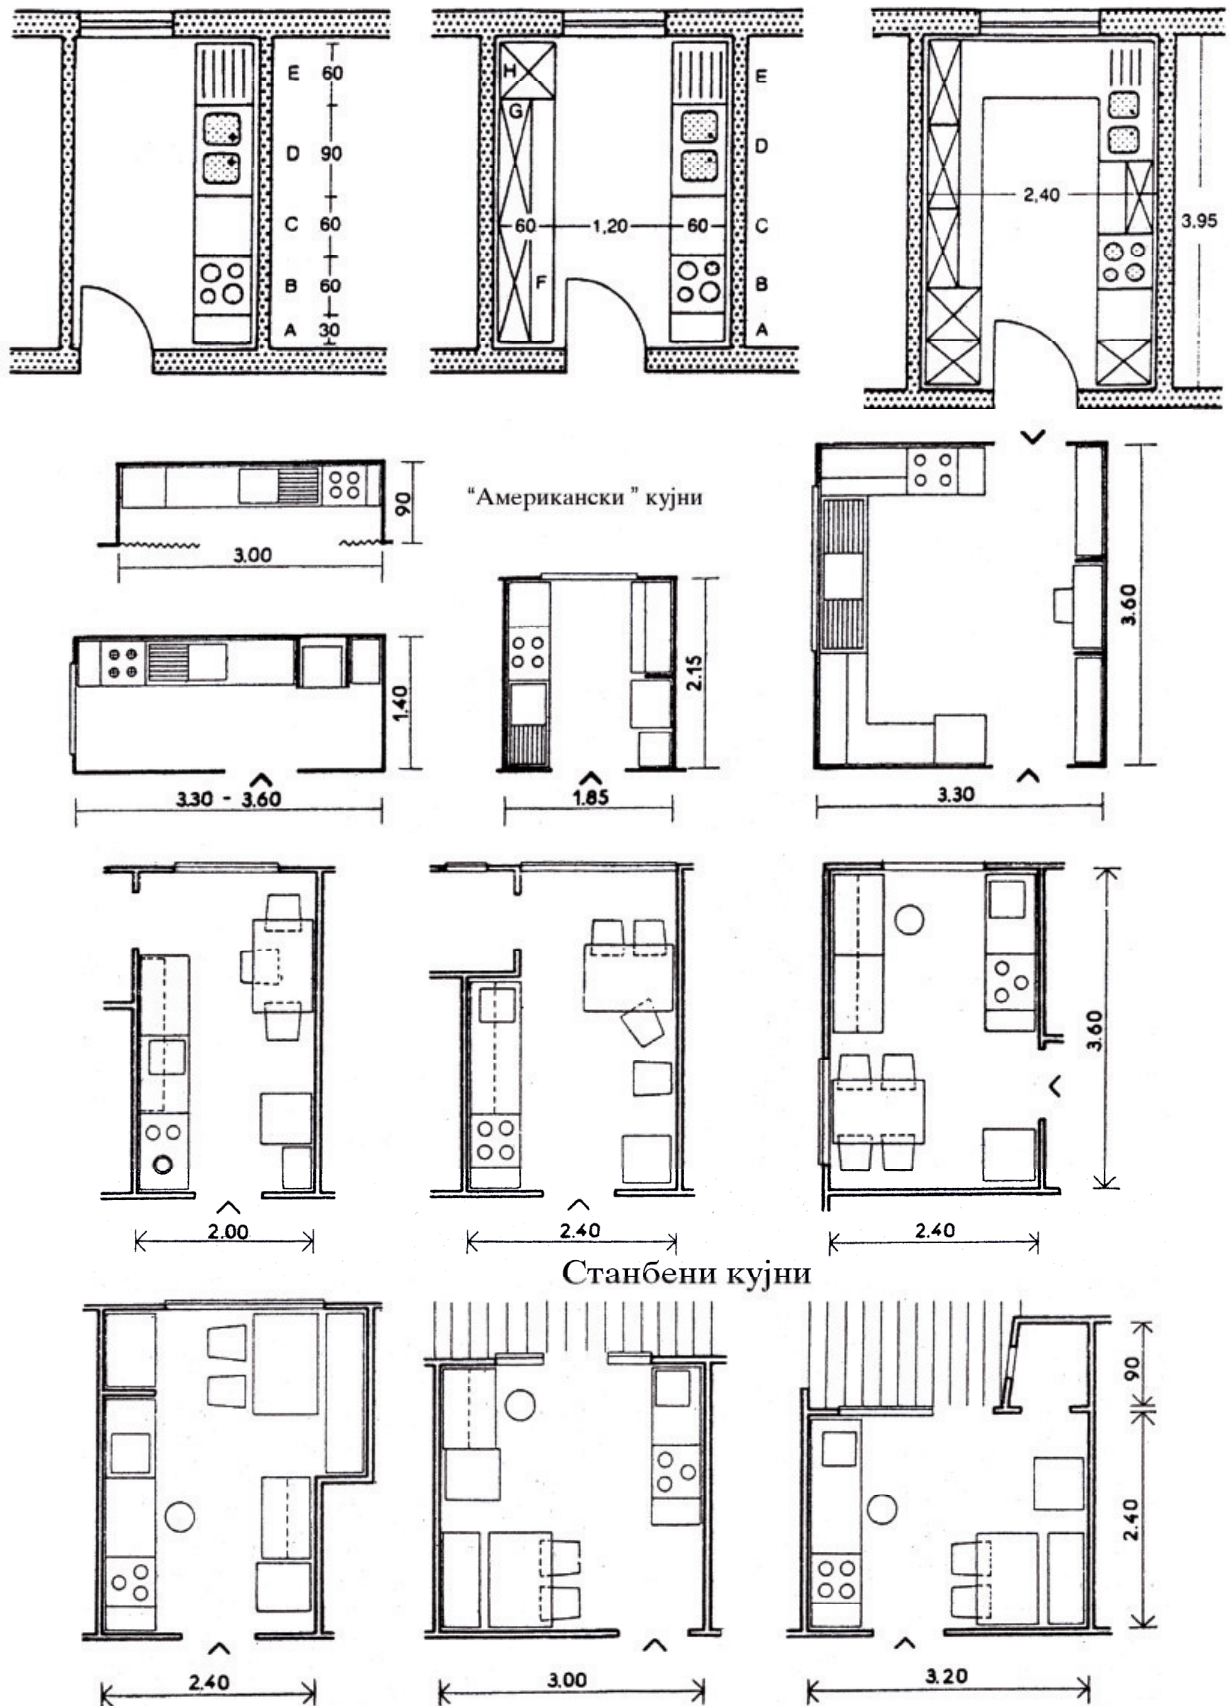 E 60
D 90
C 60
B 60
A 30
H
G
60 1,20 60
F
E
D
C
B
A
2,40
3.95
90
3.00
"Американски" кујни
1.40
3.30 - 3.60
2.15
1.85
3.60
3.30
2.00
2.40
3.60
2.40
Станбени кујни
2.40
3.00
90
2.40
3.20